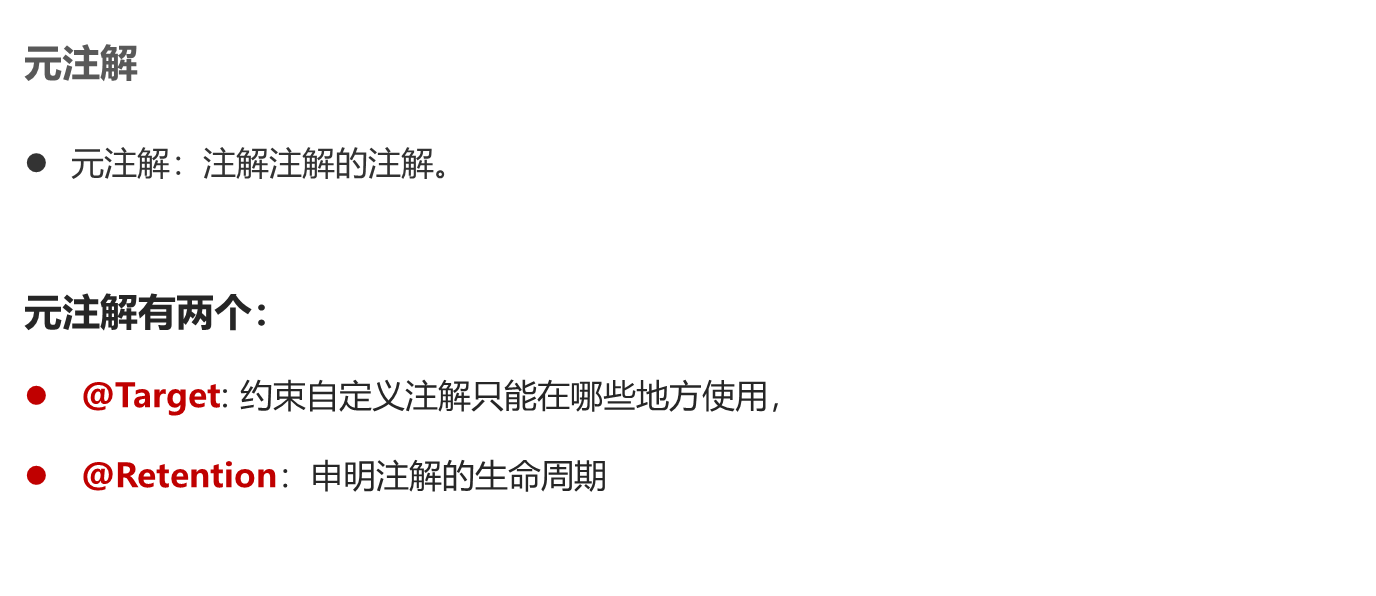 元注解
● 元注解：注解注解的注解。
元注解有两个：
● @Target: 约束自定义注解只能在哪些地方使用，
● @Retention：申明注解的生命周期